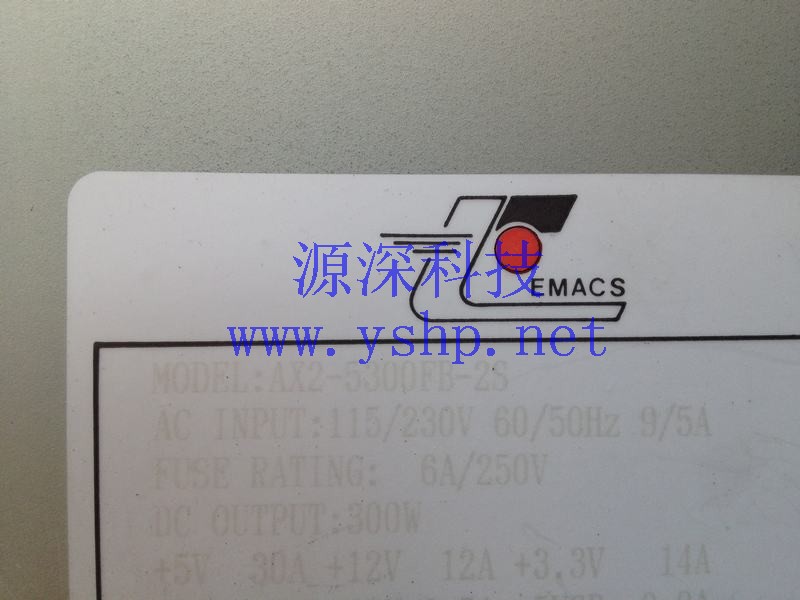 源深科技
EMACS
www.yshp.net
MODEL:AX2-5300FB-2S
AC INPUT:115/230V 60/50Hz 9/5A
FUSE RATING: 6A/250V
DC OUTPUT:300W
+5V 30A +12V 12A +3.3V 14A